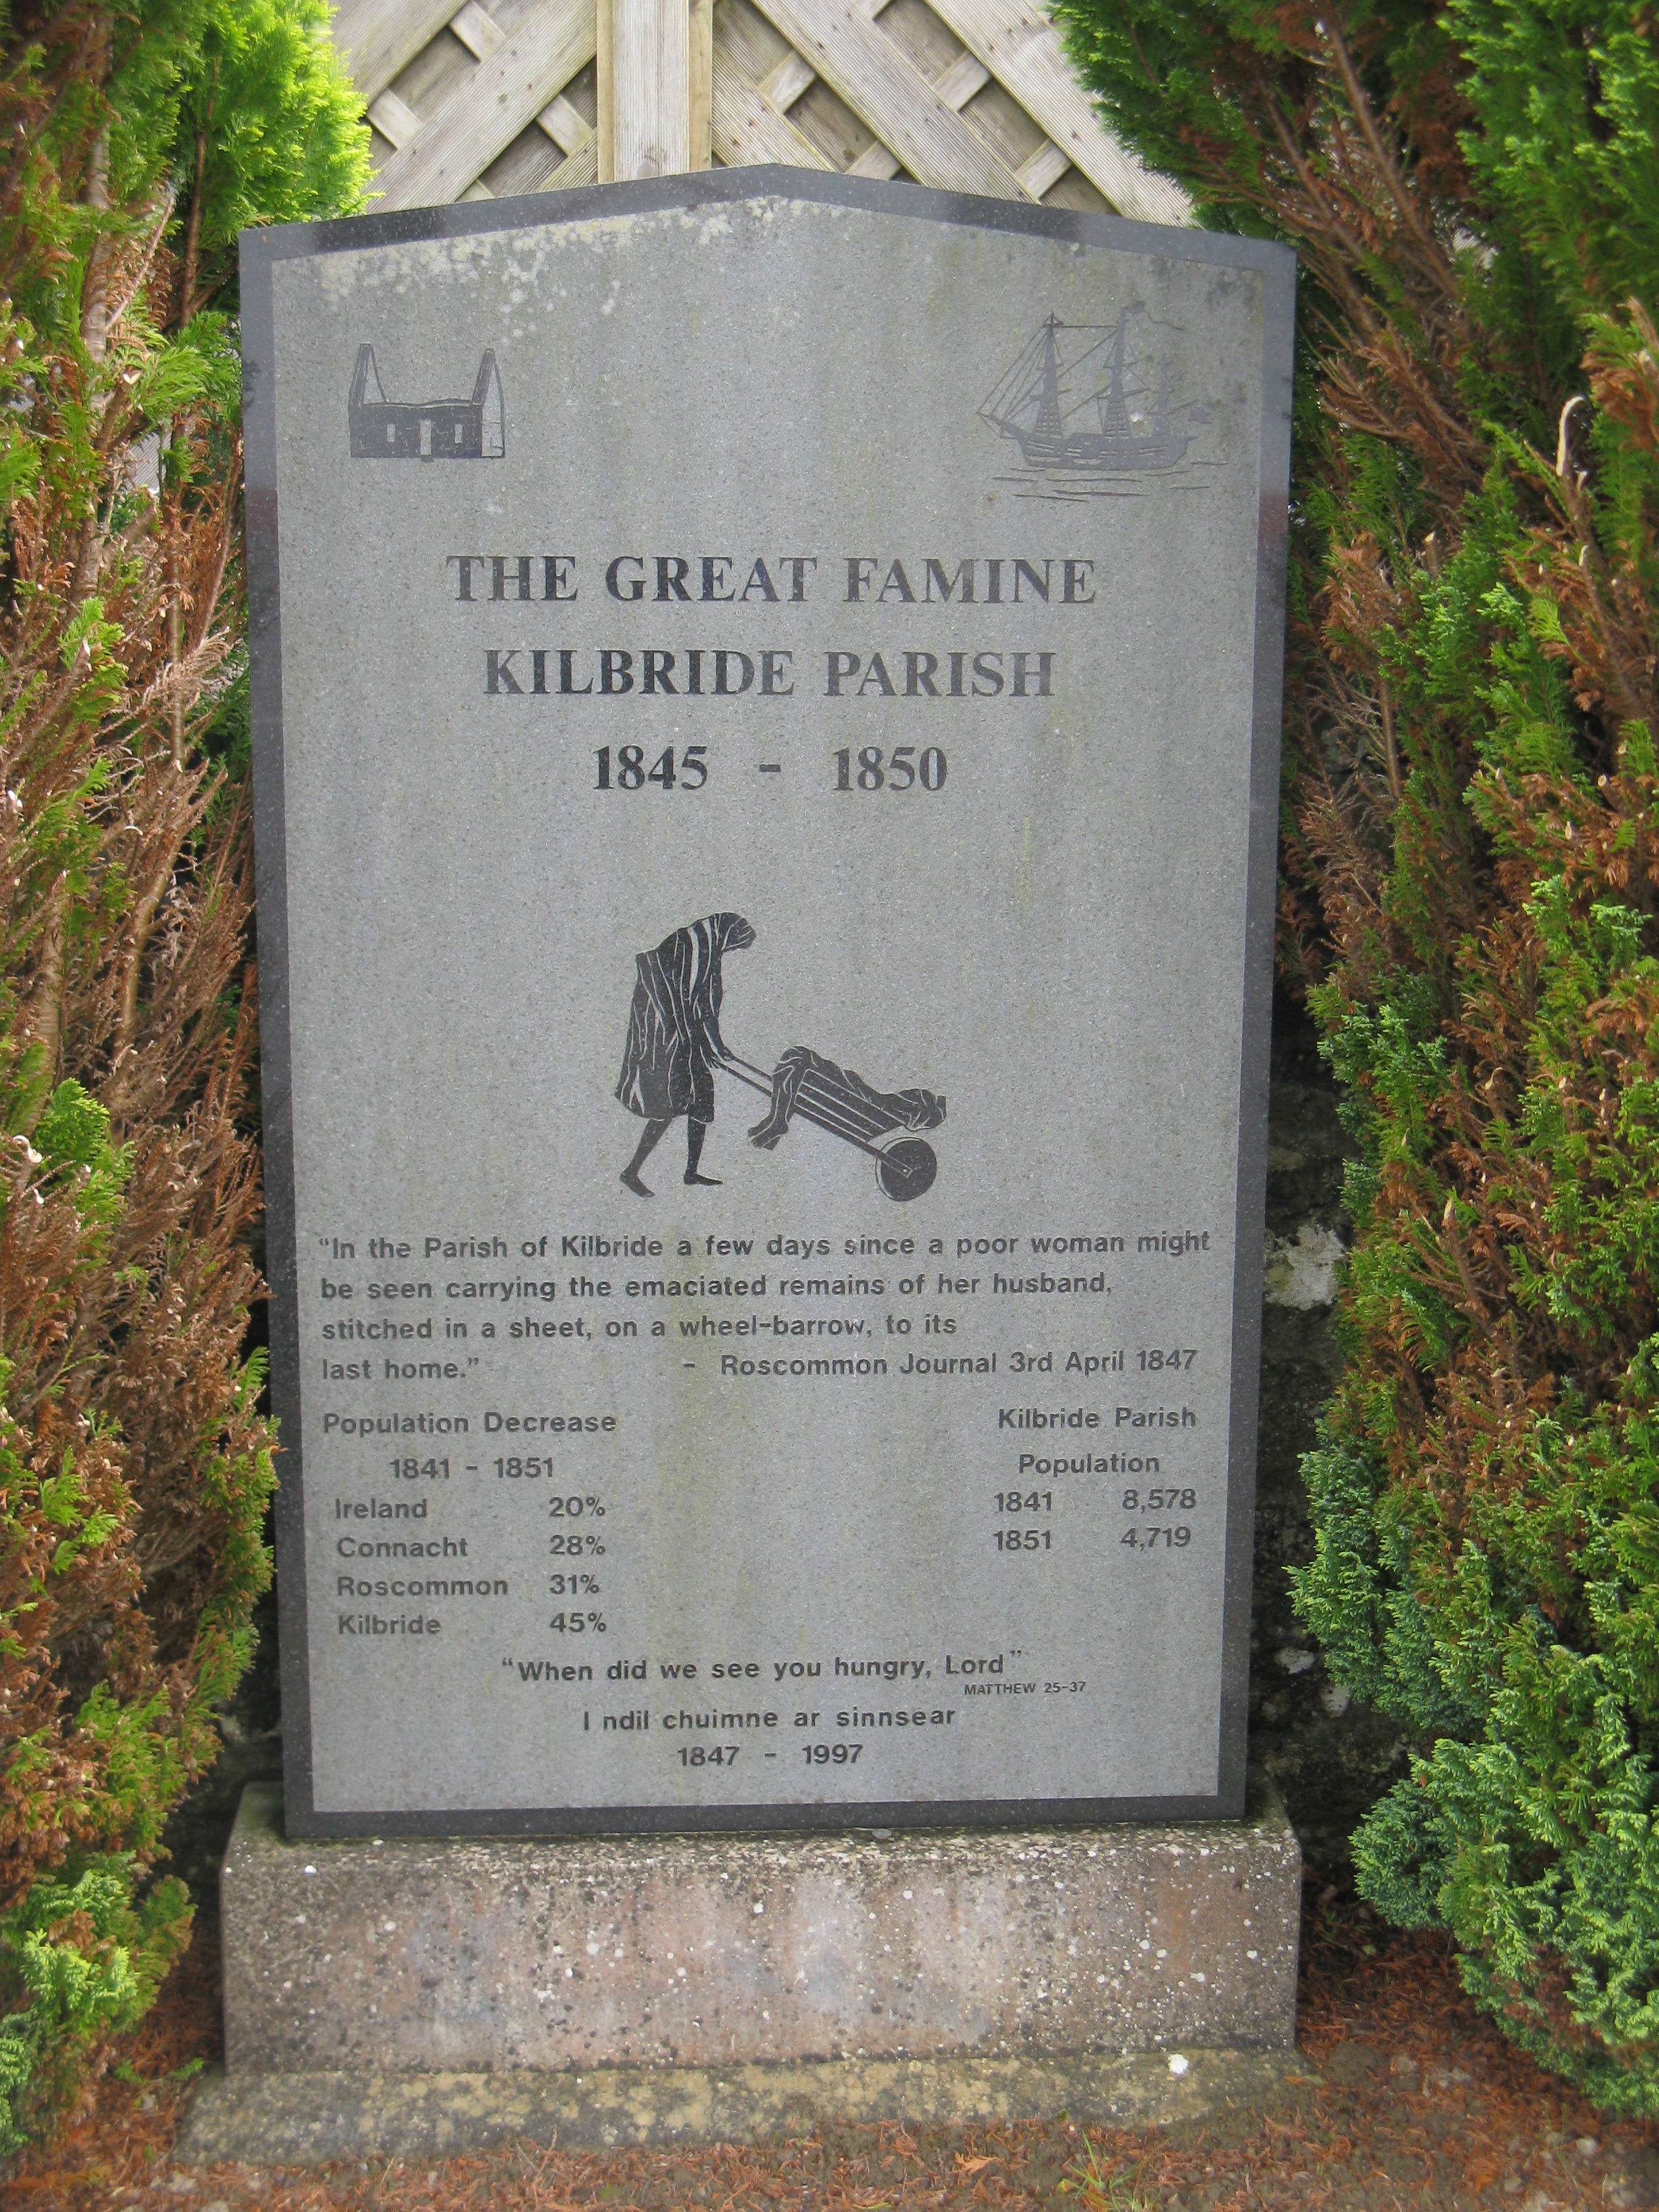 THE GREAT FAMINE
KILBRIDE PARISH
1845 - 1850
“In the Parish of Kilbride a few days since a poor woman might
be seen carrying the emaciated remains of her husband,
stitched in a sheet, on a wheel-barrow, to its
last home.” - Roscommon Journal 3rd April 1847
Population Decrease
1841 - 1851
Ireland 20%
Connacht 28%
Roscommon 31%
Kilbride 45%
Kilbride Parish
Population
1841 8,578
1851 4,719
“When did we see you hungry, Lord”
MATTHEW 25-37
I ndil chuimne ar sinnsear
1847 - 1997